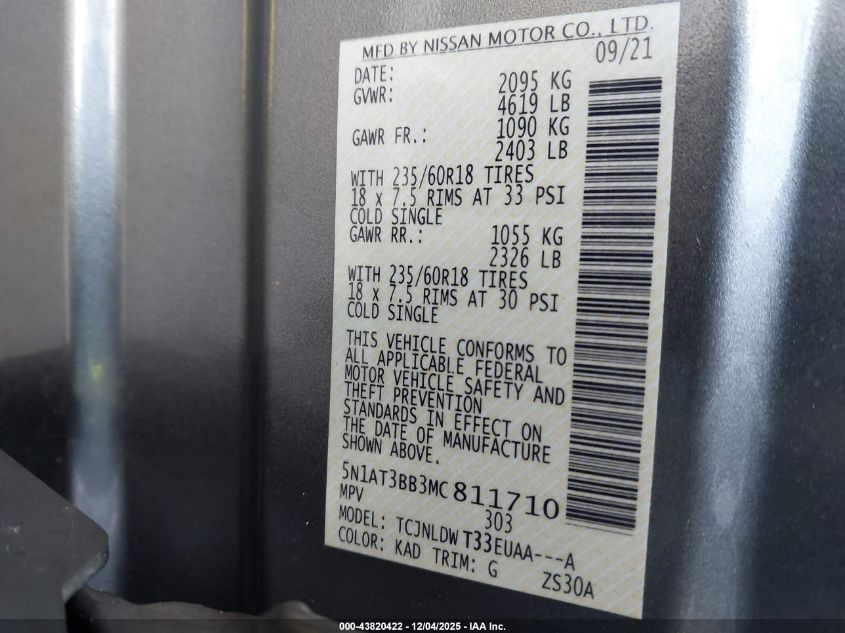 MFD BY NISSAN MOTOR CO., LTD.
DATE: 09/21
GVWR: 2095 KG
4619 LB
GAWR FR.: 1090 KG
2403 LB
WITH 235/60R18 TIRES
18 x 7.5 RIMS AT 33 PSI
COLD SINGLE
GAWR RR.: 1055 KG
2326 LB
WITH 235/60R18 TIRES
18 x 7.5 RIMS AT 30 PSI
COLD SINGLE
THIS VEHICLE CONFORMS TO
ALL APPLICABLE FEDERAL
MOTOR VEHICLE SAFETY AND
THEFT PREVENTION
STANDARDS IN EFFECT ON
THE DATE OF MANUFACTURE
SHOWN ABOVE.
5N1AT3BB3MC811710
MPV 303
MODEL: TCJNLDWT33EUAA---A
COLOR: KAD TRIM: G ZS30A
000-43820422 - 12/04/2025 - IAA Inc.